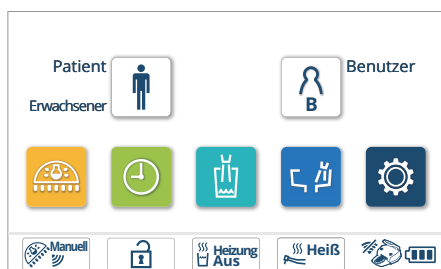 Patient
Erwachsener
Benutzer
B
Manuell
Heizung
Aus
Heiß